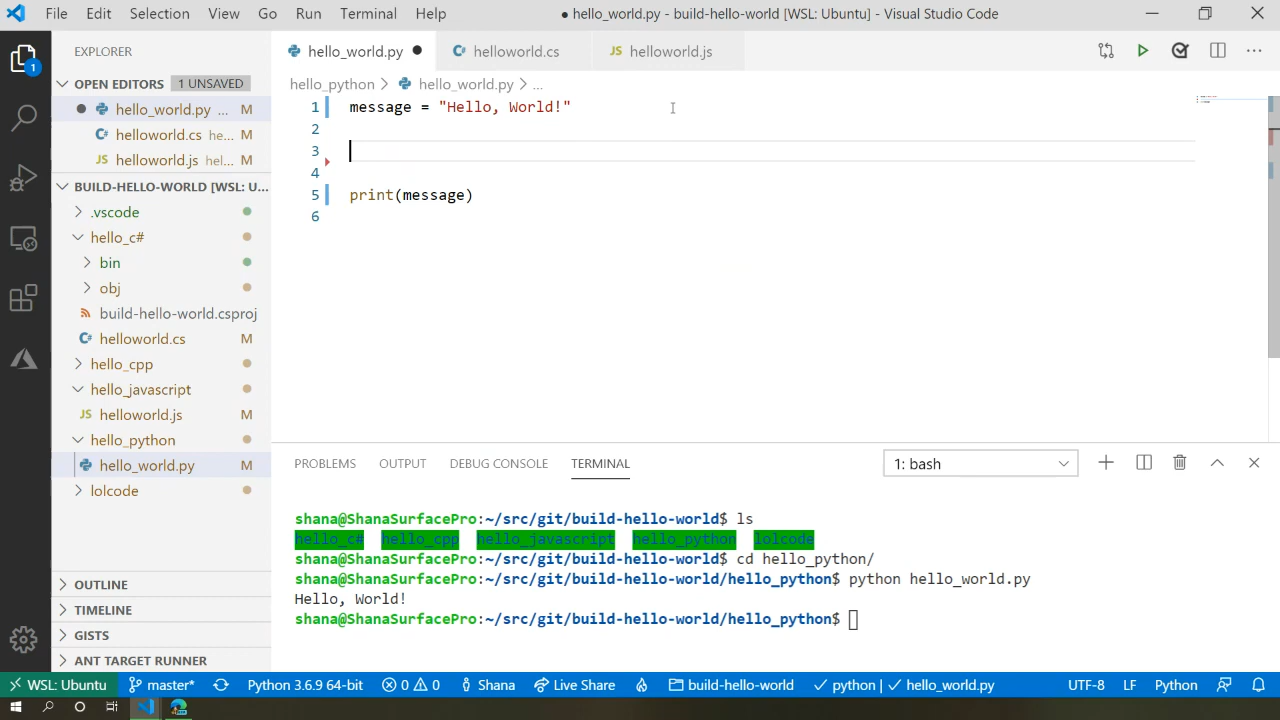 File Edit Selection View Go Run Terminal Help ● hello_world.py - build-hello-world [WSL: Ubuntu] - Visual Studio Code
EXPLORER
hello_world.py ●
helloworld.cs
JS helloworld.js
1
OPEN EDITORS 1 UNSAVED
hello_world.py ... M
helloworld.cs he... M
JS helloworld.js hel... M
BUILD-HELLO-WORLD [WSL: U...
.vscode
hello_c#
bin
obj
build-hello-world.csproj
helloworld.cs M
hello_cpp
hello_javascript
JS helloworld.js M
hello_python
hello_world.py M
lolcode
OUTLINE
TIMELINE
GISTS
ANT TARGET RUNNER
hello_python > hello_world.py > ...
1 message = "Hello, World!"
2
3
4
5 print(message)
6
PROBLEMS OUTPUT DEBUG CONSOLE TERMINAL 1: bash
shana@ShanaSurfacePro:~/src/git/build-hello-world$ ls
hello_c# hello_cpp hello_javascript hello_python lolcode
shana@ShanaSurfacePro:~/src/git/build-hello-world$ cd hello_python/
shana@ShanaSurfacePro:~/src/git/build-hello-world/hello_python$ python hello_world.py
Hello, World!
shana@ShanaSurfacePro:~/src/git/build-hello-world/hello_python$
WSL: Ubuntu master* Python 3.6.9 64-bit 0 0 Shana Live Share build-hello-world python | hello_world.py UTF-8 LF Python